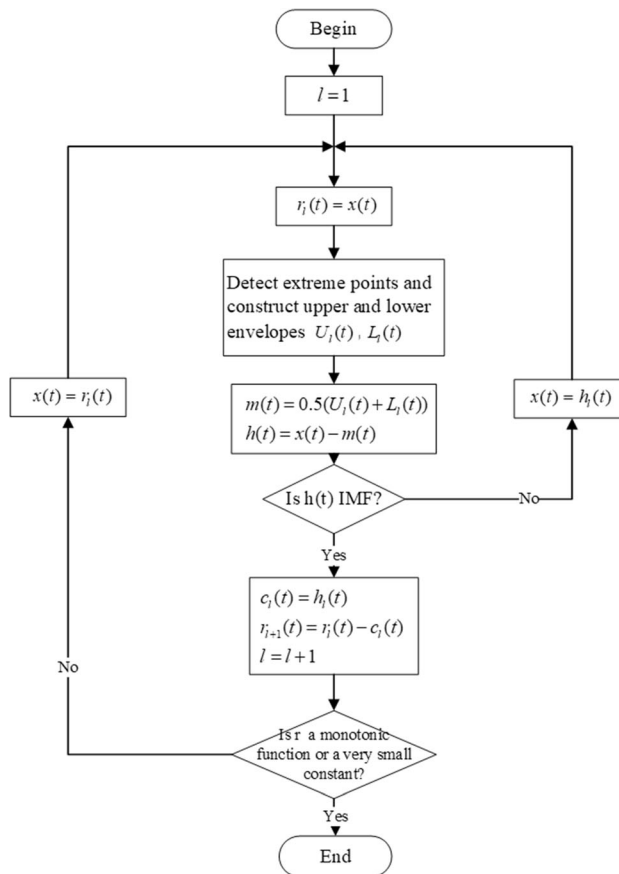 Begin
l = 1
r_l(t) = x(t)
Detect extreme points and
construct upper and lower
envelopes U_l(t), L_l(t)
x(t) = r_l(t)
m(t) = 0.5(U_l(t) + L_l(t))
h(t) = x(t) − m(t)
x(t) = h_l(t)
Is h(t) IMF?
No
Yes
c_l(t) = h_l(t)
r_{l+1}(t) = r_l(t) − c_l(t)
l = l + 1
No
Is r a monotonic
function or a very small
constant?
Yes
End